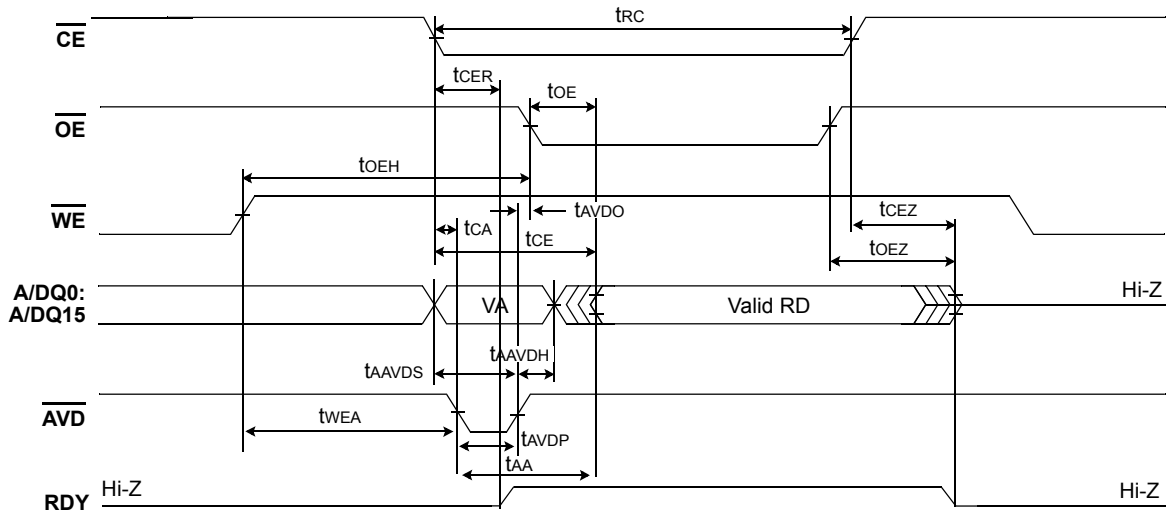 CE
tRC
tCER
tOE
OE
tOEH
WE
tAVDO
tCA
tCE
tCEZ
tOEZ
A/DQ0:
A/DQ15
VA
Valid RD
Hi-Z
tAAVDH
tAAVDS
AVD
tWEA
tAVDP
tAA
RDY
Hi-Z
Hi-Z